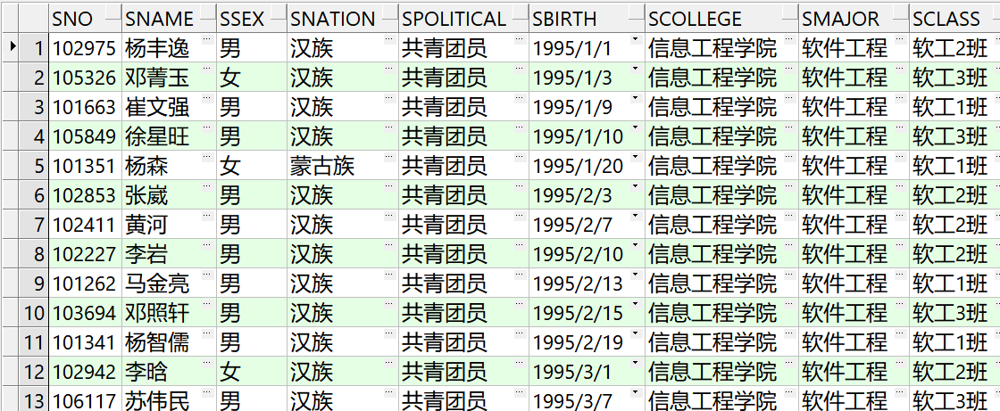 SNO SNAME SSEX SNATION SPOLITICAL SBIRTH SCOLLEGE SMAJOR SCLASS
1 102975 杨丰逸 男 汉族 共青团员 1995/1/1 信息工程学院 软件工程 软工2班
2 105326 邓菁玉 女 汉族 共青团员 1995/1/3 信息工程学院 软件工程 软工3班
3 101663 崔文强 男 汉族 共青团员 1995/1/9 信息工程学院 软件工程 软工1班
4 105849 徐星旺 男 汉族 共青团员 1995/1/10 信息工程学院 软件工程 软工3班
5 101351 杨森 女 蒙古族 共青团员 1995/1/20 信息工程学院 软件工程 软工1班
6 102853 张崴 男 汉族 共青团员 1995/2/3 信息工程学院 软件工程 软工2班
7 102411 黄河 男 汉族 共青团员 1995/2/7 信息工程学院 软件工程 软工2班
8 102227 李岩 男 汉族 共青团员 1995/2/10 信息工程学院 软件工程 软工2班
9 101262 马金亮 男 汉族 共青团员 1995/2/13 信息工程学院 软件工程 软工1班
10 103694 邓照轩 男 汉族 共青团员 1995/2/15 信息工程学院 软件工程 软工3班
11 101341 杨智儒 男 汉族 共青团员 1995/2/19 信息工程学院 软件工程 软工1班
12 102942 李晗 女 汉族 共青团员 1995/3/1 信息工程学院 软件工程 软工2班
13 106117 苏伟民 男 汉族 共青团员 1995/3/7 信息工程学院 软件工程 软工3班